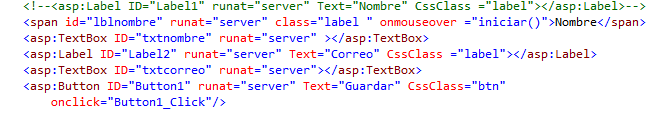 <!--<asp:Label ID="Label1" runat="server" Text="Nombre" CssClass ="label"></asp:Label>-->
<span id="lblnombre" runat="server" class="label " onmouseover ="iniciar()">Nombre</span>
<asp:TextBox ID="txtnombre" runat="server" ></asp:TextBox>
<asp:Label ID="Label2" runat="server" Text="Correo" CssClass ="label"></asp:Label>
<asp:TextBox ID="txtcorreo" runat="server"></asp:TextBox>
<asp:Button ID="Button1" runat="server" Text="Guardar" CssClass="btn"
onclick="Button1_Click"/>